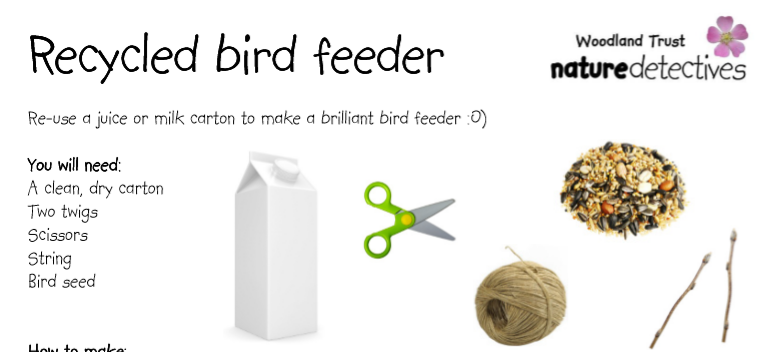 Recycled bird feeder
Woodland Trust
naturedetectives
Re-use a juice or milk carton to make a brilliant bird feeder :O)
You will need:
A clean, dry carton
Two twigs
Scissors
String
Bird seed
How to make: